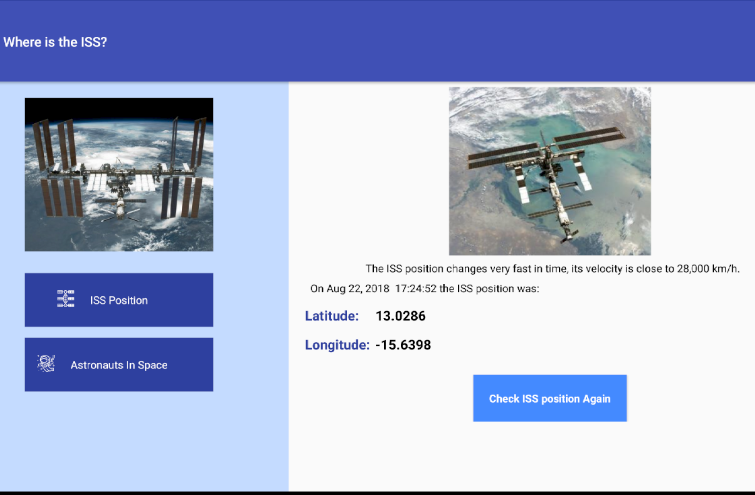 Where is the ISS?
ISS Position
Astronauts In Space
The ISS position changes very fast in time, its velocity is close to 28,000 km/h.
On Aug 22, 2018 17:24:52 the ISS position was:
Latitude: 13.0286
Longitude: -15.6398
Check ISS position Again